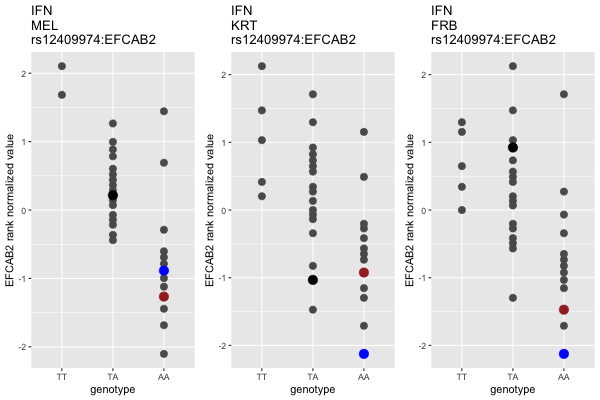 IFN
MEL
rs12409974:EFCAB2
EFCAB2 rank normalized value
2
1
0
-1
-2
TT
TA
AA
genotype
IFN
KRT
rs12409974:EFCAB2
EFCAB2 rank normalized value
2
1
0
-1
-2
TT
TA
AA
genotype
IFN
FRB
rs12409974:EFCAB2
EFCAB2 rank normalized value
2
1
0
-1
-2
TT
TA
AA
genotype